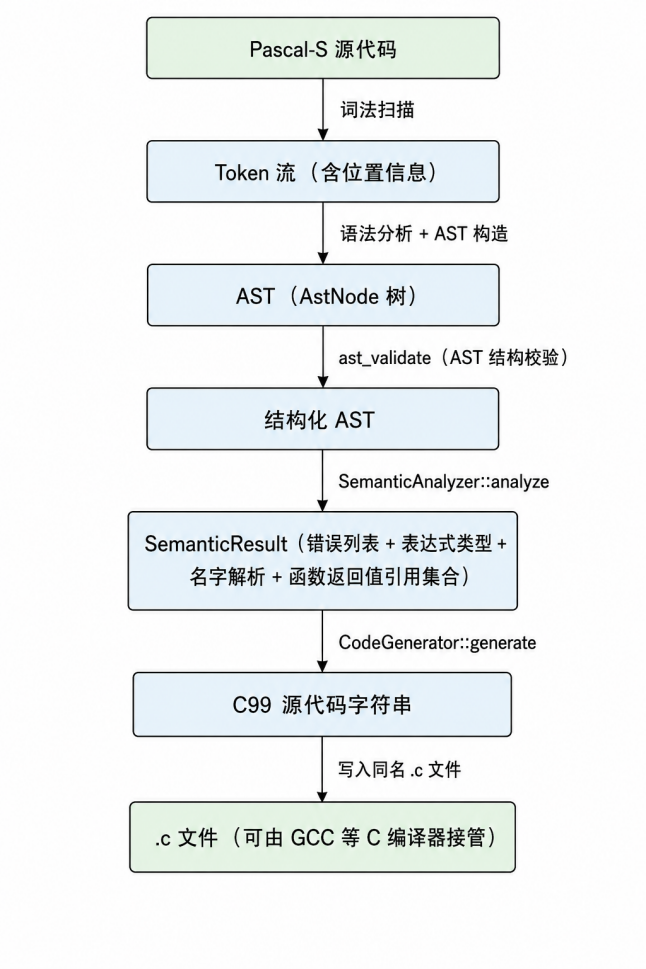 Pascal-S 源代码
词法扫描
Token 流（含位置信息）
语法分析 + AST 构造
AST（AstNode 树）
ast_validate（AST 结构校验）
结构化 AST
SemanticAnalyzer::analyze
SemanticResult（错误列表 + 表达式类型 +
名字解析 + 函数返回值引用集合）
CodeGenerator::generate
C99 源代码字符串
写入同名 .c 文件
.c 文件（可由 GCC 等 C 编译器接管）